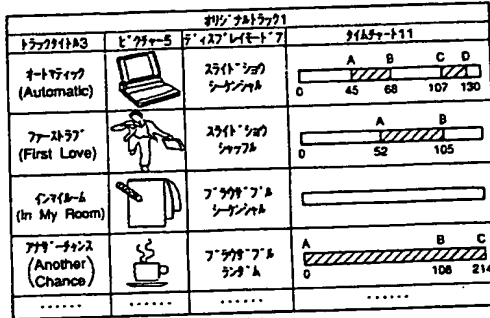 オリジナルトラック1
トラックタイトル3 ピクチャー5 ディスプレイモード7 タイムチャート11
オートマティック
(Automatic)
スライドショウ
シーケンシャル
A B C D
0 45 68 107 130
ファーストラブ
(First Love)
スライドショウ
シャッフル
A B
0 52 105
インマイルーム
(In My Room)
ブラウザブル
シーケンシャル
アナザーチャンス
(Another
Chance)
ブラウザブル
ランダム
A B C
0 108 214
…… …… …… ……